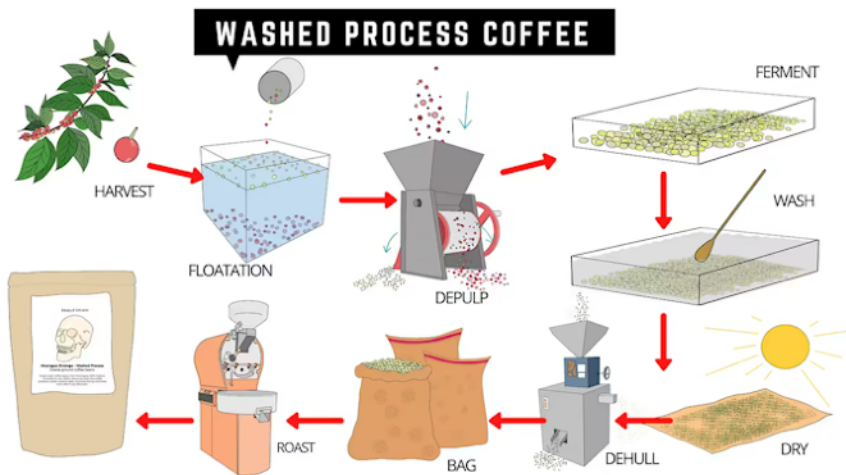 WASHED PROCESS COFFEE
HARVEST
FLOATATION
DEPULP
FERMENT
WASH
DRY
DEHULL
BAG
ROAST